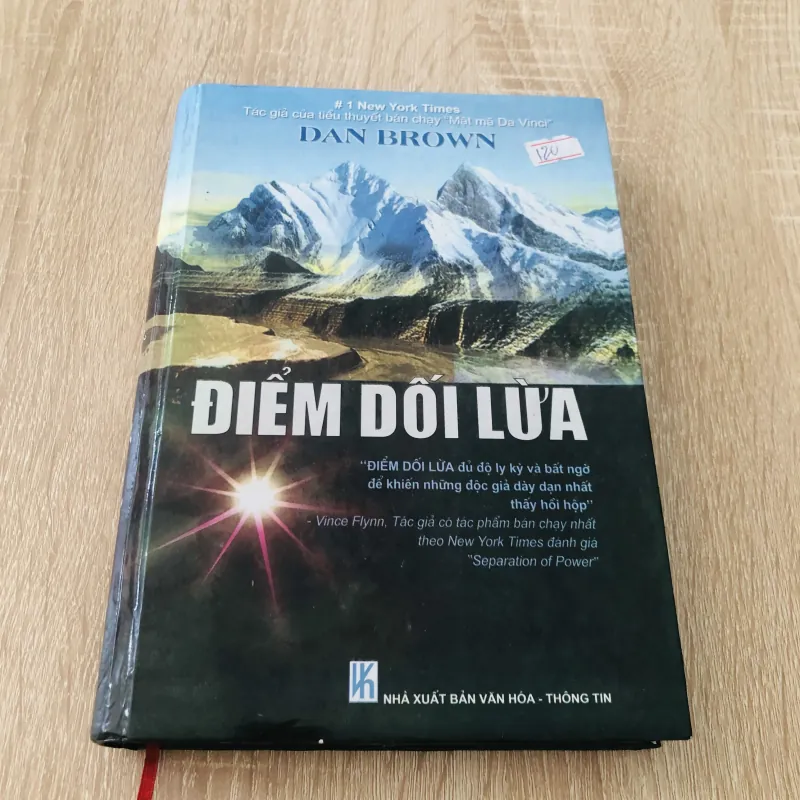 # 1 New York Times
Tác giả của tiểu thuyết bán chạy "Mật mã Da Vinci"
DAN BROWN
120
ĐIỂM DỐI LỪA
"ĐIỂM DỐI LỪA đủ độ ly kỳ và bất ngờ
để khiến những độc giả dày dạn nhất
thấy hồi hộp"
- Vince Flynn, Tác giả có tác phẩm bán chạy nhất
theo New York Times đánh giá
"Separation of Power"
VK
NHÀ XUẤT BẢN VĂN HÓA - THÔNG TIN